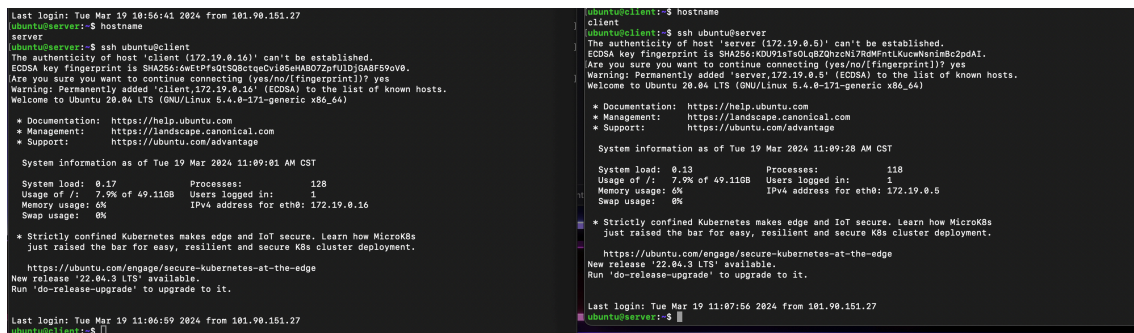 Last login: Tue Mar 19 10:56:41 2024 from 101.90.151.27
[ubuntu@server:~$ hostname
server
[ubuntu@server:~$ ssh ubuntu@client
The authenticity of host 'client (172.19.0.16)' can't be established.
ECDSA key fingerprint is SHA256:6wEtPfsQtSQ8ctqeCvi05eHABO7ZpfUlDjGA8F59oV0.
[Are you sure you want to continue connecting (yes/no/[fingerprint])? yes
Warning: Permanently added 'client,172.19.0.16' (ECDSA) to the list of known hosts.
Welcome to Ubuntu 20.04 LTS (GNU/Linux 5.4.0-171-generic x86_64)
* Documentation: https://help.ubuntu.com
* Management: https://landscape.canonical.com
* Support: https://ubuntu.com/advantage
System information as of Tue 19 Mar 2024 11:09:01 AM CST
System load: 0.17 Processes: 128
Usage of /: 7.9% of 49.11GB Users logged in: 1
Memory usage: 6% IPv4 address for eth0: 172.19.0.16
Swap usage: 0%
* Strictly confined Kubernetes makes edge and IoT secure. Learn how MicroK8s
just raised the bar for easy, resilient and secure K8s cluster deployment.
https://ubuntu.com/engage/secure-kubernetes-at-the-edge
New release '22.04.3 LTS' available.
Run 'do-release-upgrade' to upgrade to it.
Last login: Tue Mar 19 11:06:59 2024 from 101.90.151.27
ubuntu@client:~$
[ubuntu@client:~$ hostname
client
[ubuntu@client:~$ ssh ubuntu@server
The authenticity of host 'server (172.19.0.5)' can't be established.
ECDSA key fingerprint is SHA256:KDU91sTsOLqBZQhzcNi7RdMFntLKucwNsnimBc2pdAI.
[Are you sure you want to continue connecting (yes/no/[fingerprint])? yes
Warning: Permanently added 'server,172.19.0.5' (ECDSA) to the list of known hosts.
Welcome to Ubuntu 20.04 LTS (GNU/Linux 5.4.0-171-generic x86_64)
* Documentation: https://help.ubuntu.com
* Management: https://landscape.canonical.com
* Support: https://ubuntu.com/advantage
System information as of Tue 19 Mar 2024 11:09:28 AM CST
System load: 0.13 Processes: 118
Usage of /: 7.9% of 49.11GB Users logged in: 1
Memory usage: 6% IPv4 address for eth0: 172.19.0.5
Swap usage: 0%
* Strictly confined Kubernetes makes edge and IoT secure. Learn how MicroK8s
just raised the bar for easy, resilient and secure K8s cluster deployment.
https://ubuntu.com/engage/secure-kubernetes-at-the-edge
New release '22.04.3 LTS' available.
Run 'do-release-upgrade' to upgrade to it.
Last login: Tue Mar 19 11:07:56 2024 from 101.90.151.27
ubuntu@server:~$